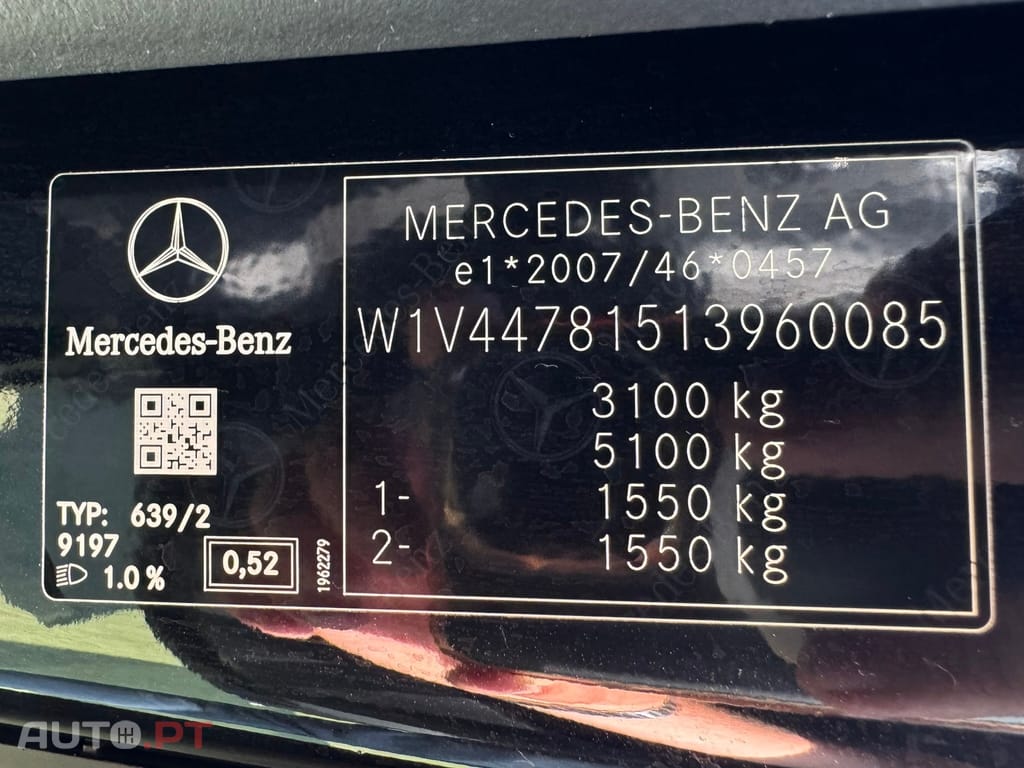 MERCEDES-BENZ AG
e1*2007/46*0457
W1V44781513960085
3100 kg
5100 kg
1- 1550 kg
2- 1550 kg
Mercedes-Benz
TYP: 639/2
9197
1.0 %
0,52
1962279
AUTO.PT